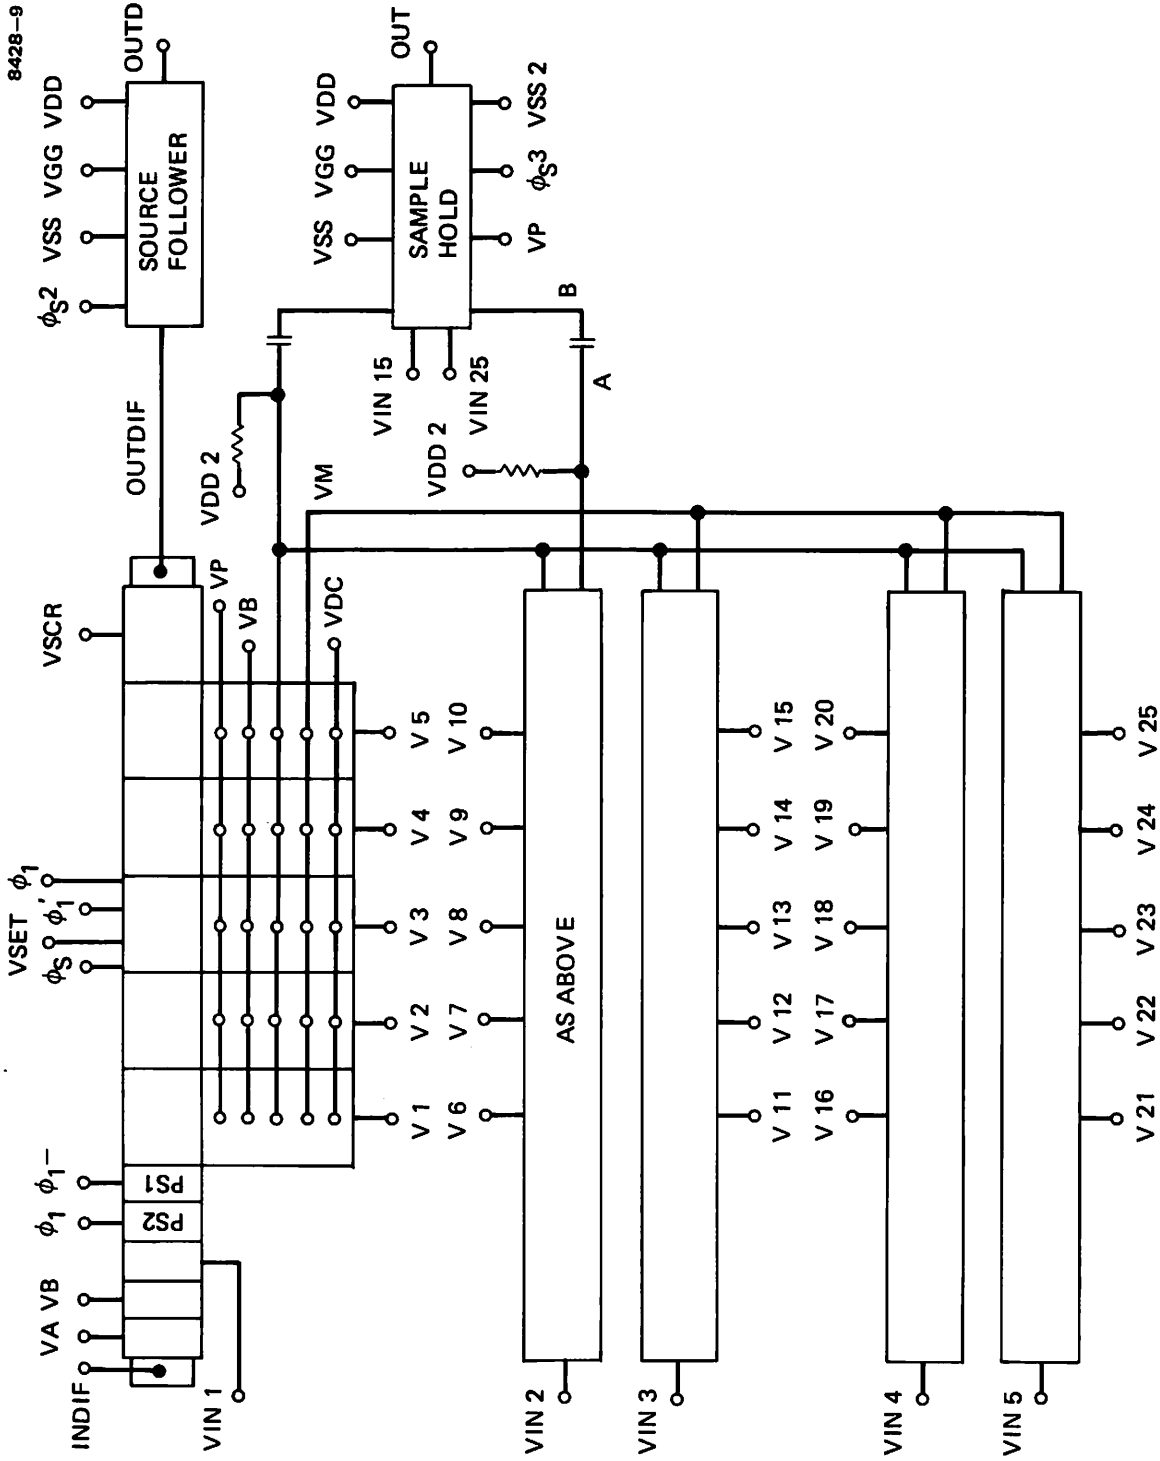 8428-9
OUTD
VDD
VGG
VSS
ϕS2
SOURCE
FOLLOWER
OUTDIF
VSCR
ϕ1
VSET
ϕ1'
ϕS
ϕ1−
ϕ1
PS1
PS2
VA VB
INDIF
VIN 1
VDD 2
VP
VB
VM
VDC
OUT
VDD
VGG
VSS
SAMPLE
HOLD
VSS 2
ϕS3
VP
VIN 15
VIN 25
B
A
VDD 2
V 1
V 2
V 3
V 4
V 5
V 6
V 7
V 8
V 9
V 10
AS ABOVE
VIN 2
VIN 3
V 11
V 12
V 13
V 14
V 15
V 16
V 17
V 18
V 19
V 20
VIN 4
VIN 5
V 21
V 22
V 23
V 24
V 25